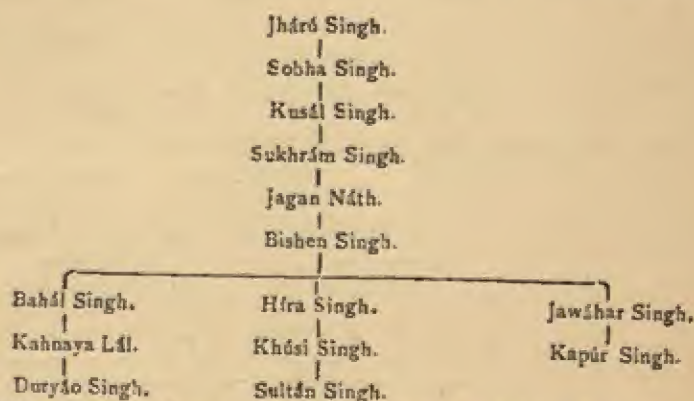 Jháró Singh.
Sobha Singh.
Kusál Singh.
Sukhrám Singh.
Jagan Náth.
Bishen Singh.
Bahál Singh. Híra Singh. Jawáhar Singh.
Kahnaya Lál. Khúsi Singh. Kapúr Singh.
Duryáo Singh. Sultán Singh.